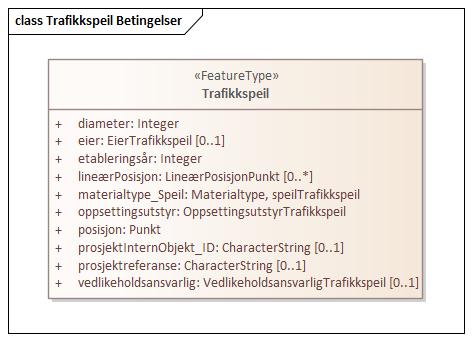 class Trafikkspeil Betingelser
«FeatureType»
Trafikkspeil
+ diameter: Integer
+ eier: EierTrafikkspeil [0..1]
+ etableringsår: Integer
+ lineærPosisjon: LineærPosisjonPunkt [0..*]
+ materialtype_Speil: Materialtype, speilTrafikkspeil
+ oppsettingsutstyr: OppsettingsutstyrTrafikkspeil
+ posisjon: Punkt
+ prosjektInternObjekt_ID: CharacterString [0..1]
+ prosjektreferanse: CharacterString [0..1]
+ vedlikeholdsansvarlig: VedlikeholdsansvarligTrafikkspeil [0..1]